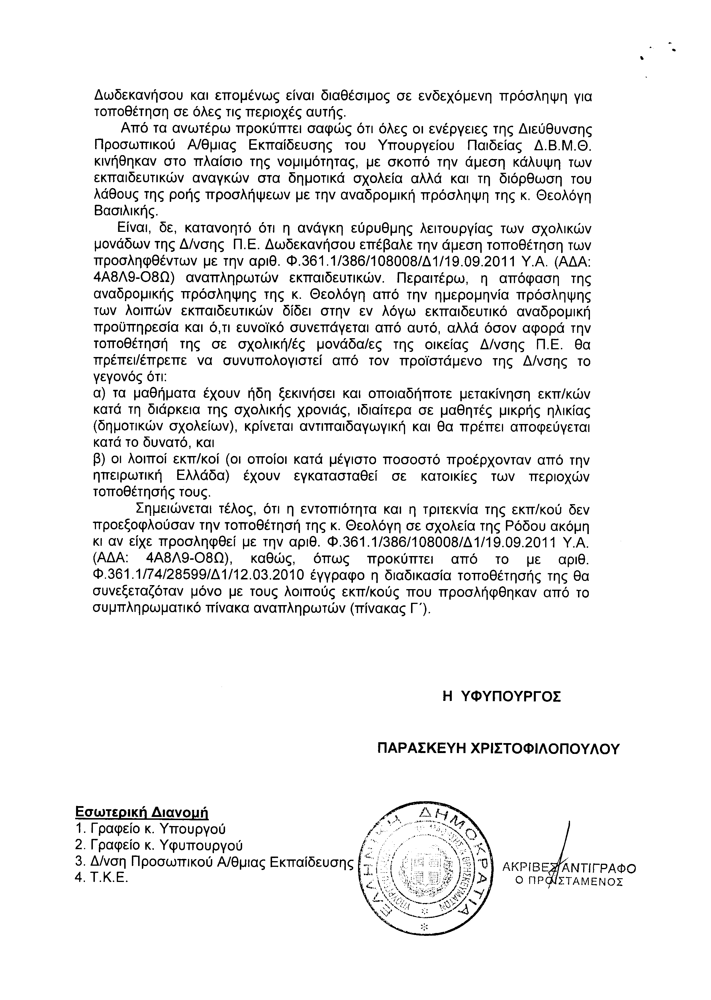 Δωδεκανήσου και επομένως είναι διαθέσιμος σε ενδεχόμενη πρόσληψη για
τοποθέτηση σε όλες τις περιοχές αυτής.
Από τα ανωτέρω προκύπτει σαφώς ότι όλες οι ενέργειες της Διεύθυνσης
Προσωπικού Α/θμιας Εκπαίδευσης του Υπουργείου Παιδείας Δ.Β.Μ.Θ.
κινήθηκαν στο πλαίσιο της νομιμότητας, με σκοπό την άμεση κάλυψη των
εκπαιδευτικών αναγκών στα δημοτικά σχολεία αλλά και τη διόρθωση του
λάθους της ροής προσλήψεων με την αναδρομική πρόσληψη της κ. Θεολόγη
Βασιλικής.
Είναι, δε, κατανοητό ότι η ανάγκη εύρυθμης λειτουργίας των σχολικών
μονάδων της Δ/νσης Π.Ε. Δωδεκανήσου επέβαλε την άμεση τοποθέτηση των
προσληφθέντων με την αριθ. Φ.361.1/386/108008/Δ1/19.09.2011 Υ.Α. (ΑΔΑ:
4Α8Λ9-Ο8Ω) αναπληρωτών εκπαιδευτικών. Περαιτέρω, η απόφαση της
αναδρομικής πρόσληψης της κ. Θεολόγη από την ημερομηνία πρόσληψης
των λοιπών εκπαιδευτικών δίδει στην εν λόγω εκπαιδευτικό αναδρομική
προϋπηρεσία και ό,τι ευνοϊκό συνεπάγεται από αυτό, αλλά όσον αφορά την
τοποθέτησή της σε σχολική/ές μονάδα/ες της οικείας Δ/νσης Π.Ε. θα
πρέπει/έπρεπε να συνυπολογιστεί από τον προϊστάμενο της Δ/νσης το
γεγονός ότι:
α) τα μαθήματα έχουν ήδη ξεκινήσει και οποιαδήποτε μετακίνηση εκπ/κών
κατά τη διάρκεια της σχολικής χρονιάς, ιδιαίτερα σε μαθητές μικρής ηλικίας
(δημοτικών σχολείων), κρίνεται αντιπαιδαγωγική και θα πρέπει αποφεύγεται
κατά το δυνατό, και
β) οι λοιποί εκπ/κοί (οι οποίοι κατά μέγιστο ποσοστό προέρχονταν από την
ηπειρωτική Ελλάδα) έχουν εγκατασταθεί σε κατοικίες των περιοχών
τοποθέτησής τους.
Σημειώνεται τέλος, ότι η εντοπιότητα και η τριτεκνία της εκπ/κού δεν
προεξοφλούσαν την τοποθέτησή της κ. Θεολόγη σε σχολεία της Ρόδου ακόμη
κι αν είχε προσληφθεί με την αριθ. Φ.361.1/386/108008/Δ1/19.09.2011 Υ.Α.
(ΑΔΑ: 4Α8Λ9-Ο8Ω), καθώς, όπως προκύπτει από το με αριθ.
Φ.361.1/74/28599/Δ1/12.03.2010 έγγραφο η διαδικασία τοποθέτησής της θα
συνεξεταζόταν μόνο με τους λοιπούς εκπ/κούς που προσλήφθηκαν από το
συμπληρωματικό πίνακα αναπληρωτών (πίνακας Γ΄).
Η ΥΦΥΠΟΥΡΓΟΣ
ΠΑΡΑΣΚΕΥΗ ΧΡΙΣΤΟΦΙΛΟΠΟΥΛΟΥ
Εσωτερική Διανομή
1. Γραφείο κ. Υπουργού
2. Γραφείο κ. Υφυπουργού
3. Δ/νση Προσωπικού Α/θμιας Εκπαίδευσης
4. Τ.Κ.Ε.
ΕΛΛΗΝΙΚΗ ΔΗΜΟΚΡΑΤΙΑ
ΑΚΡΙΒΕΣ ΑΝΤΙΓΡΑΦΟ
Ο ΠΡΟΪΣΤΑΜΕΝΟΣ